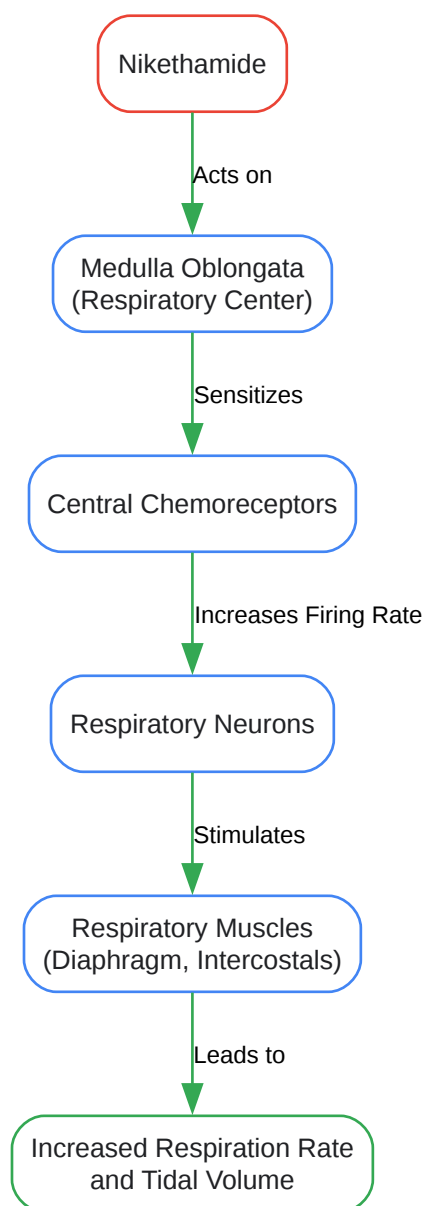 Nikethamide
Acts on
Medulla Oblongata
(Respiratory Center)
Sensitizes
Central Chemoreceptors
Increases Firing Rate
Respiratory Neurons
Stimulates
Respiratory Muscles
(Diaphragm, Intercostals)
Leads to
Increased Respiration Rate
and Tidal Volume